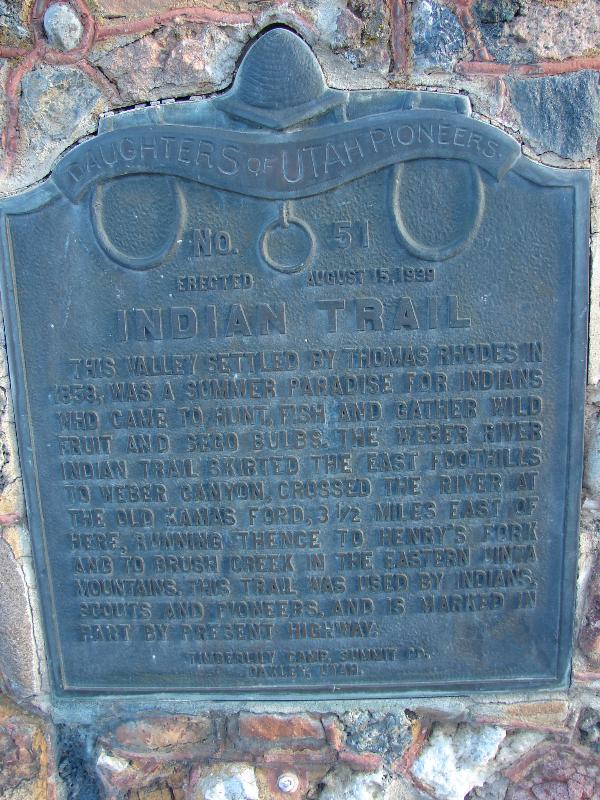 DAUGHTERS OF UTAH PIONEERS
No. 51
ERECTED AUGUST 15, 1939
INDIAN TRAIL
THIS VALLEY SETTLED BY THOMAS RHODES IN
1858, WAS A SUMMER PARADISE FOR INDIANS
WHO CAME TO HUNT, FISH AND GATHER WILD
FRUIT AND SEGO BULBS. THE WEBER RIVER
INDIAN TRAIL SKIRTED THE EAST FOOTHILLS
TO WEBER CANYON, CROSSED THE RIVER AT
THE OLD KAMAS FORD, 3 1/2 MILES EAST OF
HERE, RUNNING THENCE TO HENRY'S FORK
AND TO BRUSH CREEK IN THE EASTERN UINTA
MOUNTAINS. THIS TRAIL WAS USED BY INDIANS,
SCOUTS AND PIONEERS, AND IS MARKED IN
PART BY PRESENT HIGHWAY.
TIMBERLILY CAMP, SUMMIT CO.
OAKLEY, UTAH